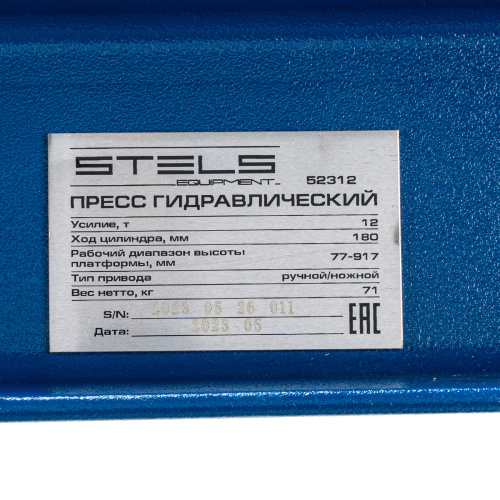 STELS
EQUIPMENT 52312
ПРЕСС ГИДРАВЛИЧЕСКИЙ
Усилие, т 12
Ход цилиндра, мм 180
Рабочий диапазон высоты
платформы, мм 77-917
Тип привода ручной/ножной
Вес нетто, кг 71
S/N: 2023 05 26 011
Дата: 2023 05
EAC